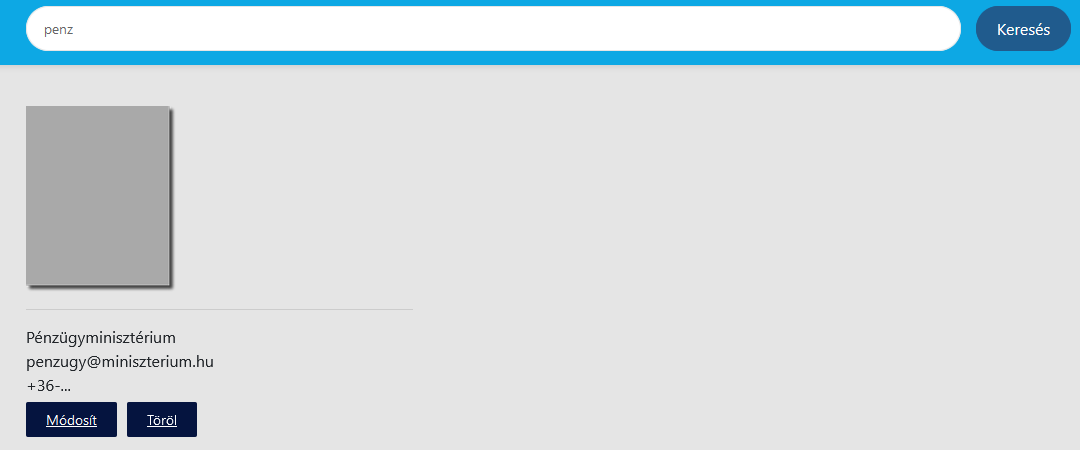 penz
Keresés
Pénzügyminisztérium
penzugy@miniszterium.hu
+36-...
Módosít
Töröl